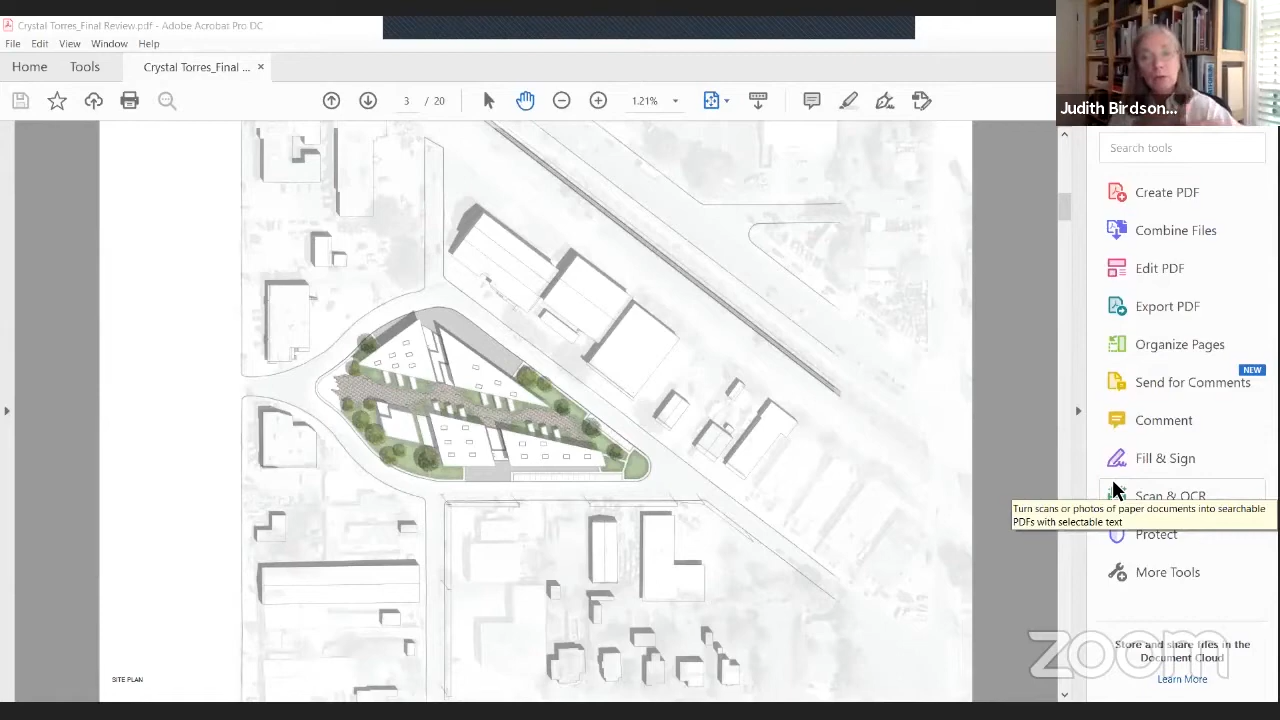 Crystal Torres_Final Review.pdf - Adobe Acrobat Pro DC
File Edit View Window Help
Home Tools Crystal Torres_Final ... ×
3 / 20 1.21%
Judith Birdson...
Search tools
Create PDF
Combine Files
Edit PDF
Export PDF
Organize Pages
NEW
Send for Comments
Comment
Fill & Sign
Scan & OCR
Turn scans or photos of paper documents into searchable
PDFs with selectable text
Protect
More Tools
Store and share files in the
Document Cloud
Learn More
zoom
SITE PLAN